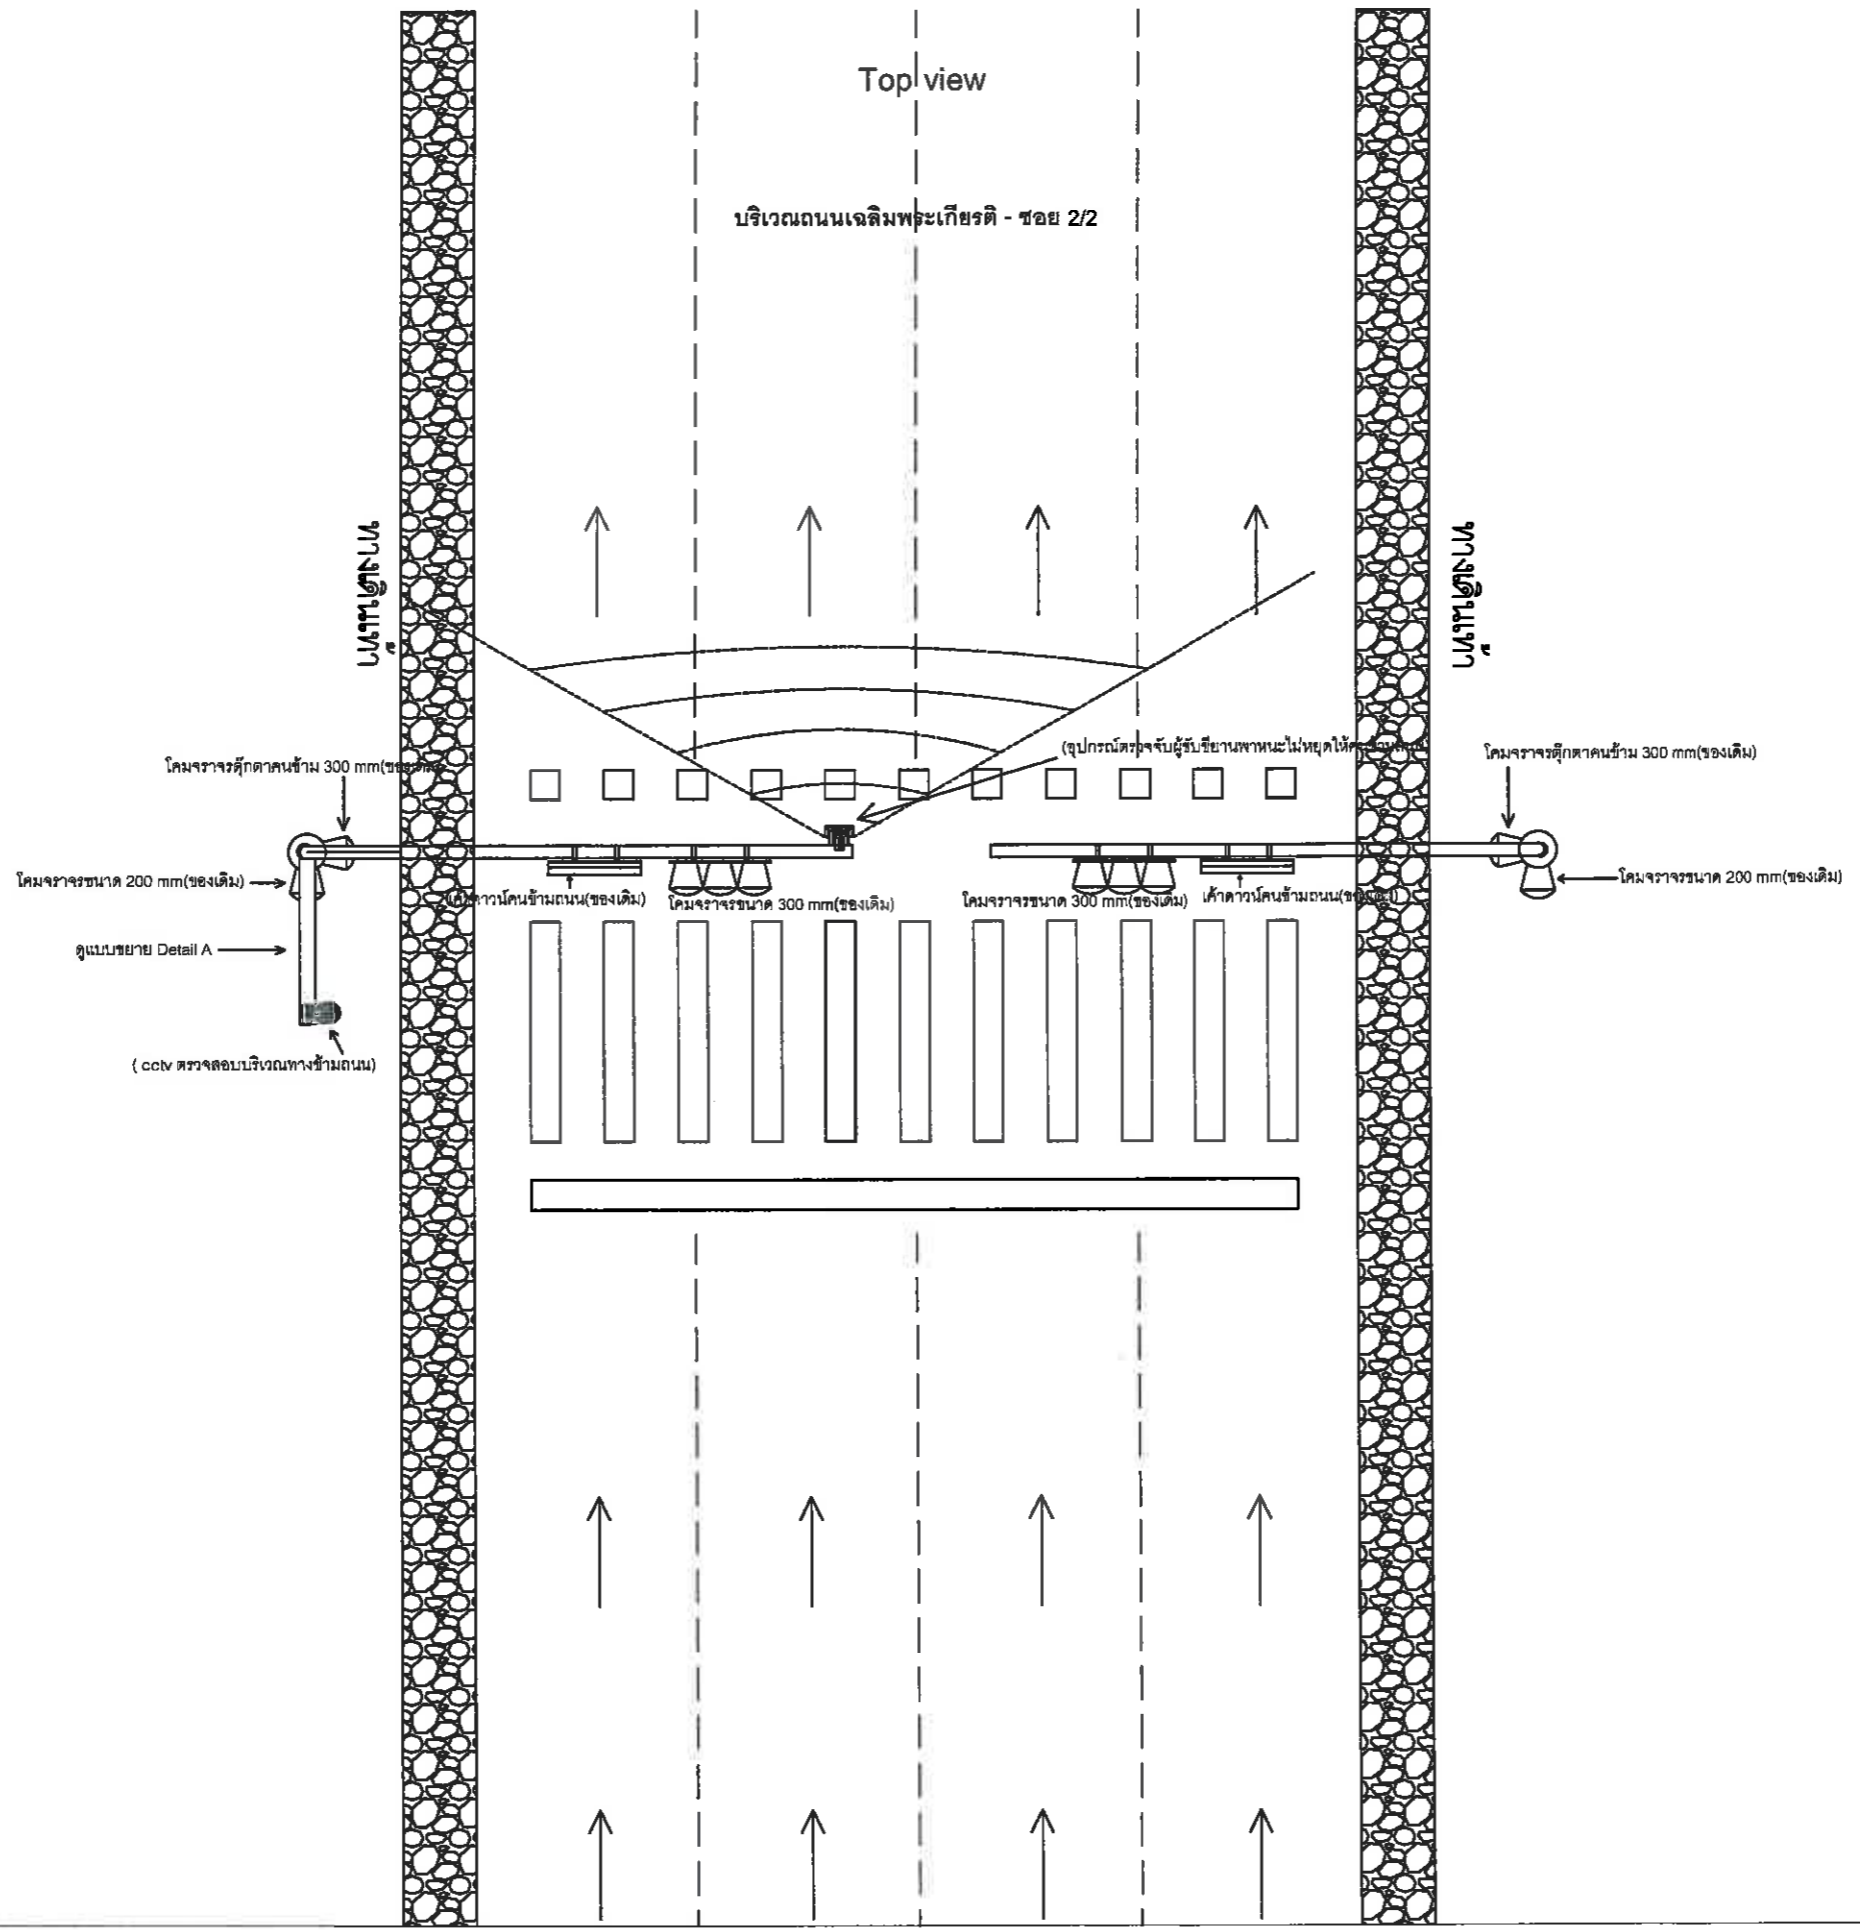 Top view
บริเวณถนนเฉลิมพระเกียรติ - ซอย 2/2
ทางเดินเท้า
ทางเดินเท้า
(อุปกรณ์ตรวจจับผู้ขับขี่ยานพาหนะไม่หยุดให้
โคมจราจรตุ๊กตาคนข้าม 300 mm(ของเดิม)
โคมจราจรตุ๊กตาคนข้าม 300 mm(ของเดิม)
โคมจราจรขนาด 200 mm(ของเดิม)
โคมจราจรขนาด 200 mm(ของเดิม)
เค้าดาวน์คนข้ามถนน(ของเดิม)
โคมจราจรขนาด 300 mm(ของเดิม)
โคมจราจรขนาด 300 mm(ของเดิม)
เค้าดาวน์คนข้ามถนน(ของเดิม)
ดูแบบขยาย Detail A
( cctv ตรวจสอบบริเวณทางข้ามถนน)